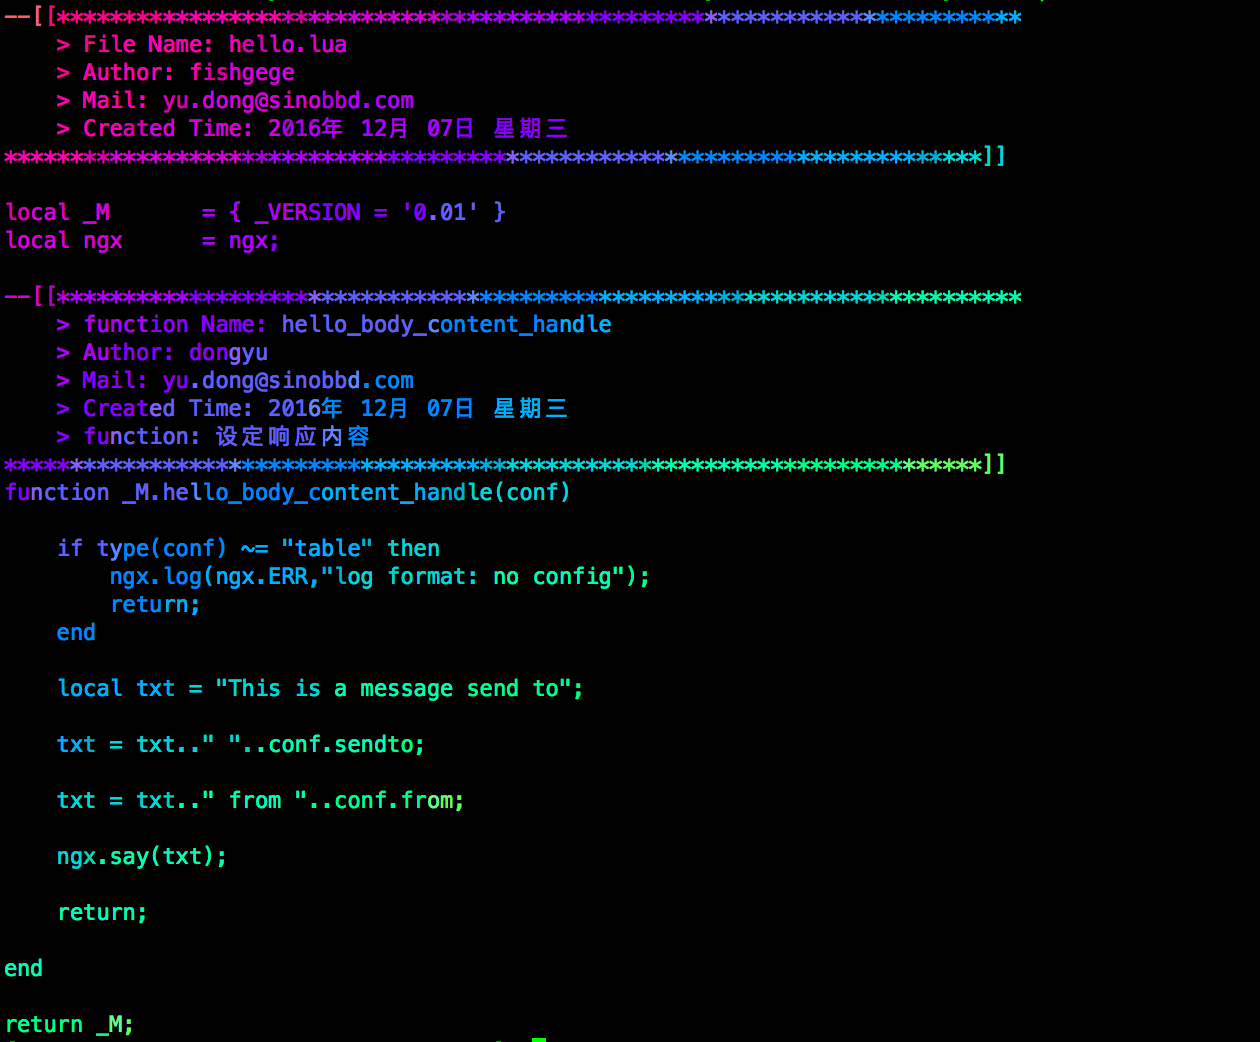 --[[*************************************************************************
    > File Name: hello.lua
    > Author: fishgege
    > Mail: yu.dong@sinobbd.com
    > Created Time: 2016年 12月 07日 星期三
**************************************************************************]]
local _M       = { _VERSION = '0.01' }
local ngx      = ngx;
--[[*************************************************************************
    > function Name: hello_body_content_handle
    > Author: dongyu
    > Mail: yu.dong@sinobbd.com
    > Created Time: 2016年 12月 07日 星期三
    > function: 设定响应内容
**************************************************************************]]
function _M.hello_body_content_handle(conf)
    if type(conf) ~= "table" then
        ngx.log(ngx.ERR,"log format: no config");
        return;
    end
    local txt = "This is a message send to";
    txt = txt.." "..conf.sendto;
    txt = txt.." from "..conf.from;
    ngx.say(txt);
    return;
end
return _M;